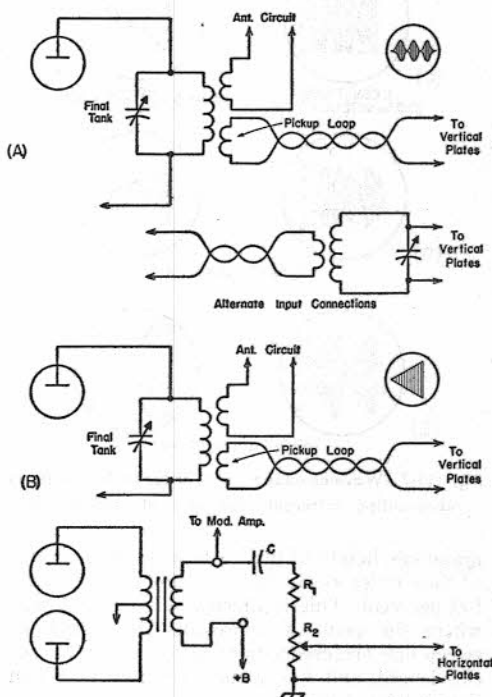 Ant. Circuit
Final
Tank
Pickup Loop
To
Vertical
Plates
(A)
To
Vertical
Plates
Alternate Input Connections
Ant. Circuit
Final
Tank
Pickup Loop
To
Vertical
Plates
(B)
To Mod. Amp.
C
R1
R2
To
Horizontal
Plates
+B